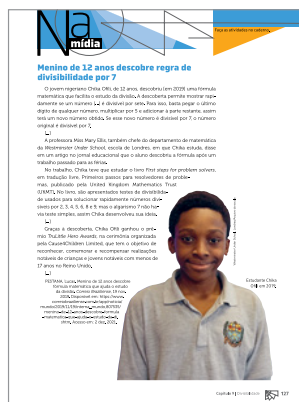 Na
mídia
Faça as atividades no caderno.
Menino de 12 anos descobre regra de
divisibilidade por 7
O jovem nigeriano Chika Ofili, de 12 anos, descobriu (em 2019) uma fórmula
matemática que facilita o estudo da divisão. A descoberta permite mostrar rapi-
damente se um número [...] é divisível por sete. Para isso, basta pegar o último
dígito de qualquer número, multiplicar por 5 e adicionar a parte restante, assim
terá um novo número obtido. Se esse novo número é divisível por 7, o número
original é divisível por 7.
[...]
A professora Miss Mary Ellis, também chefe do departamento de matemática
da Westminster Under School, escola de Londres, em que Chika estuda, disse
em um artigo no jornal educacional que o aluno descobriu a fórmula após um
trabalho passado para as férias.
No trabalho, Chika teve que estudar o livro First steps for problem solvers,
em tradução livre, Primeiros passos para resolvedores de proble-
mas, publicado pela United Kingdom Mathematics Trust
(UKMT). No livro, são apresentados testes de divisibilida-
de usados para solucionar rapidamente números divi-
síveis por 2, 3, 4, 5, 6, 8 e 9, mas o algarismo 7 não ha-
via teste simples, assim Chika desenvolveu sua ideia.
[...]
Graças à descoberta, Chika Ofili ganhou o prê-
mio TruLittle Hero Awards, na cerimônia organizada
pela Cause4Children Limited, que tem o objetivo de
reconhecer, comemorar e recompensar realizações
notáveis de crianças e jovens notáveis com menos de
17 anos no Reino Unido.
[...]
Estudante Chika
Ofili em 2019.
Capítulo 7 | Divisibilidade
127